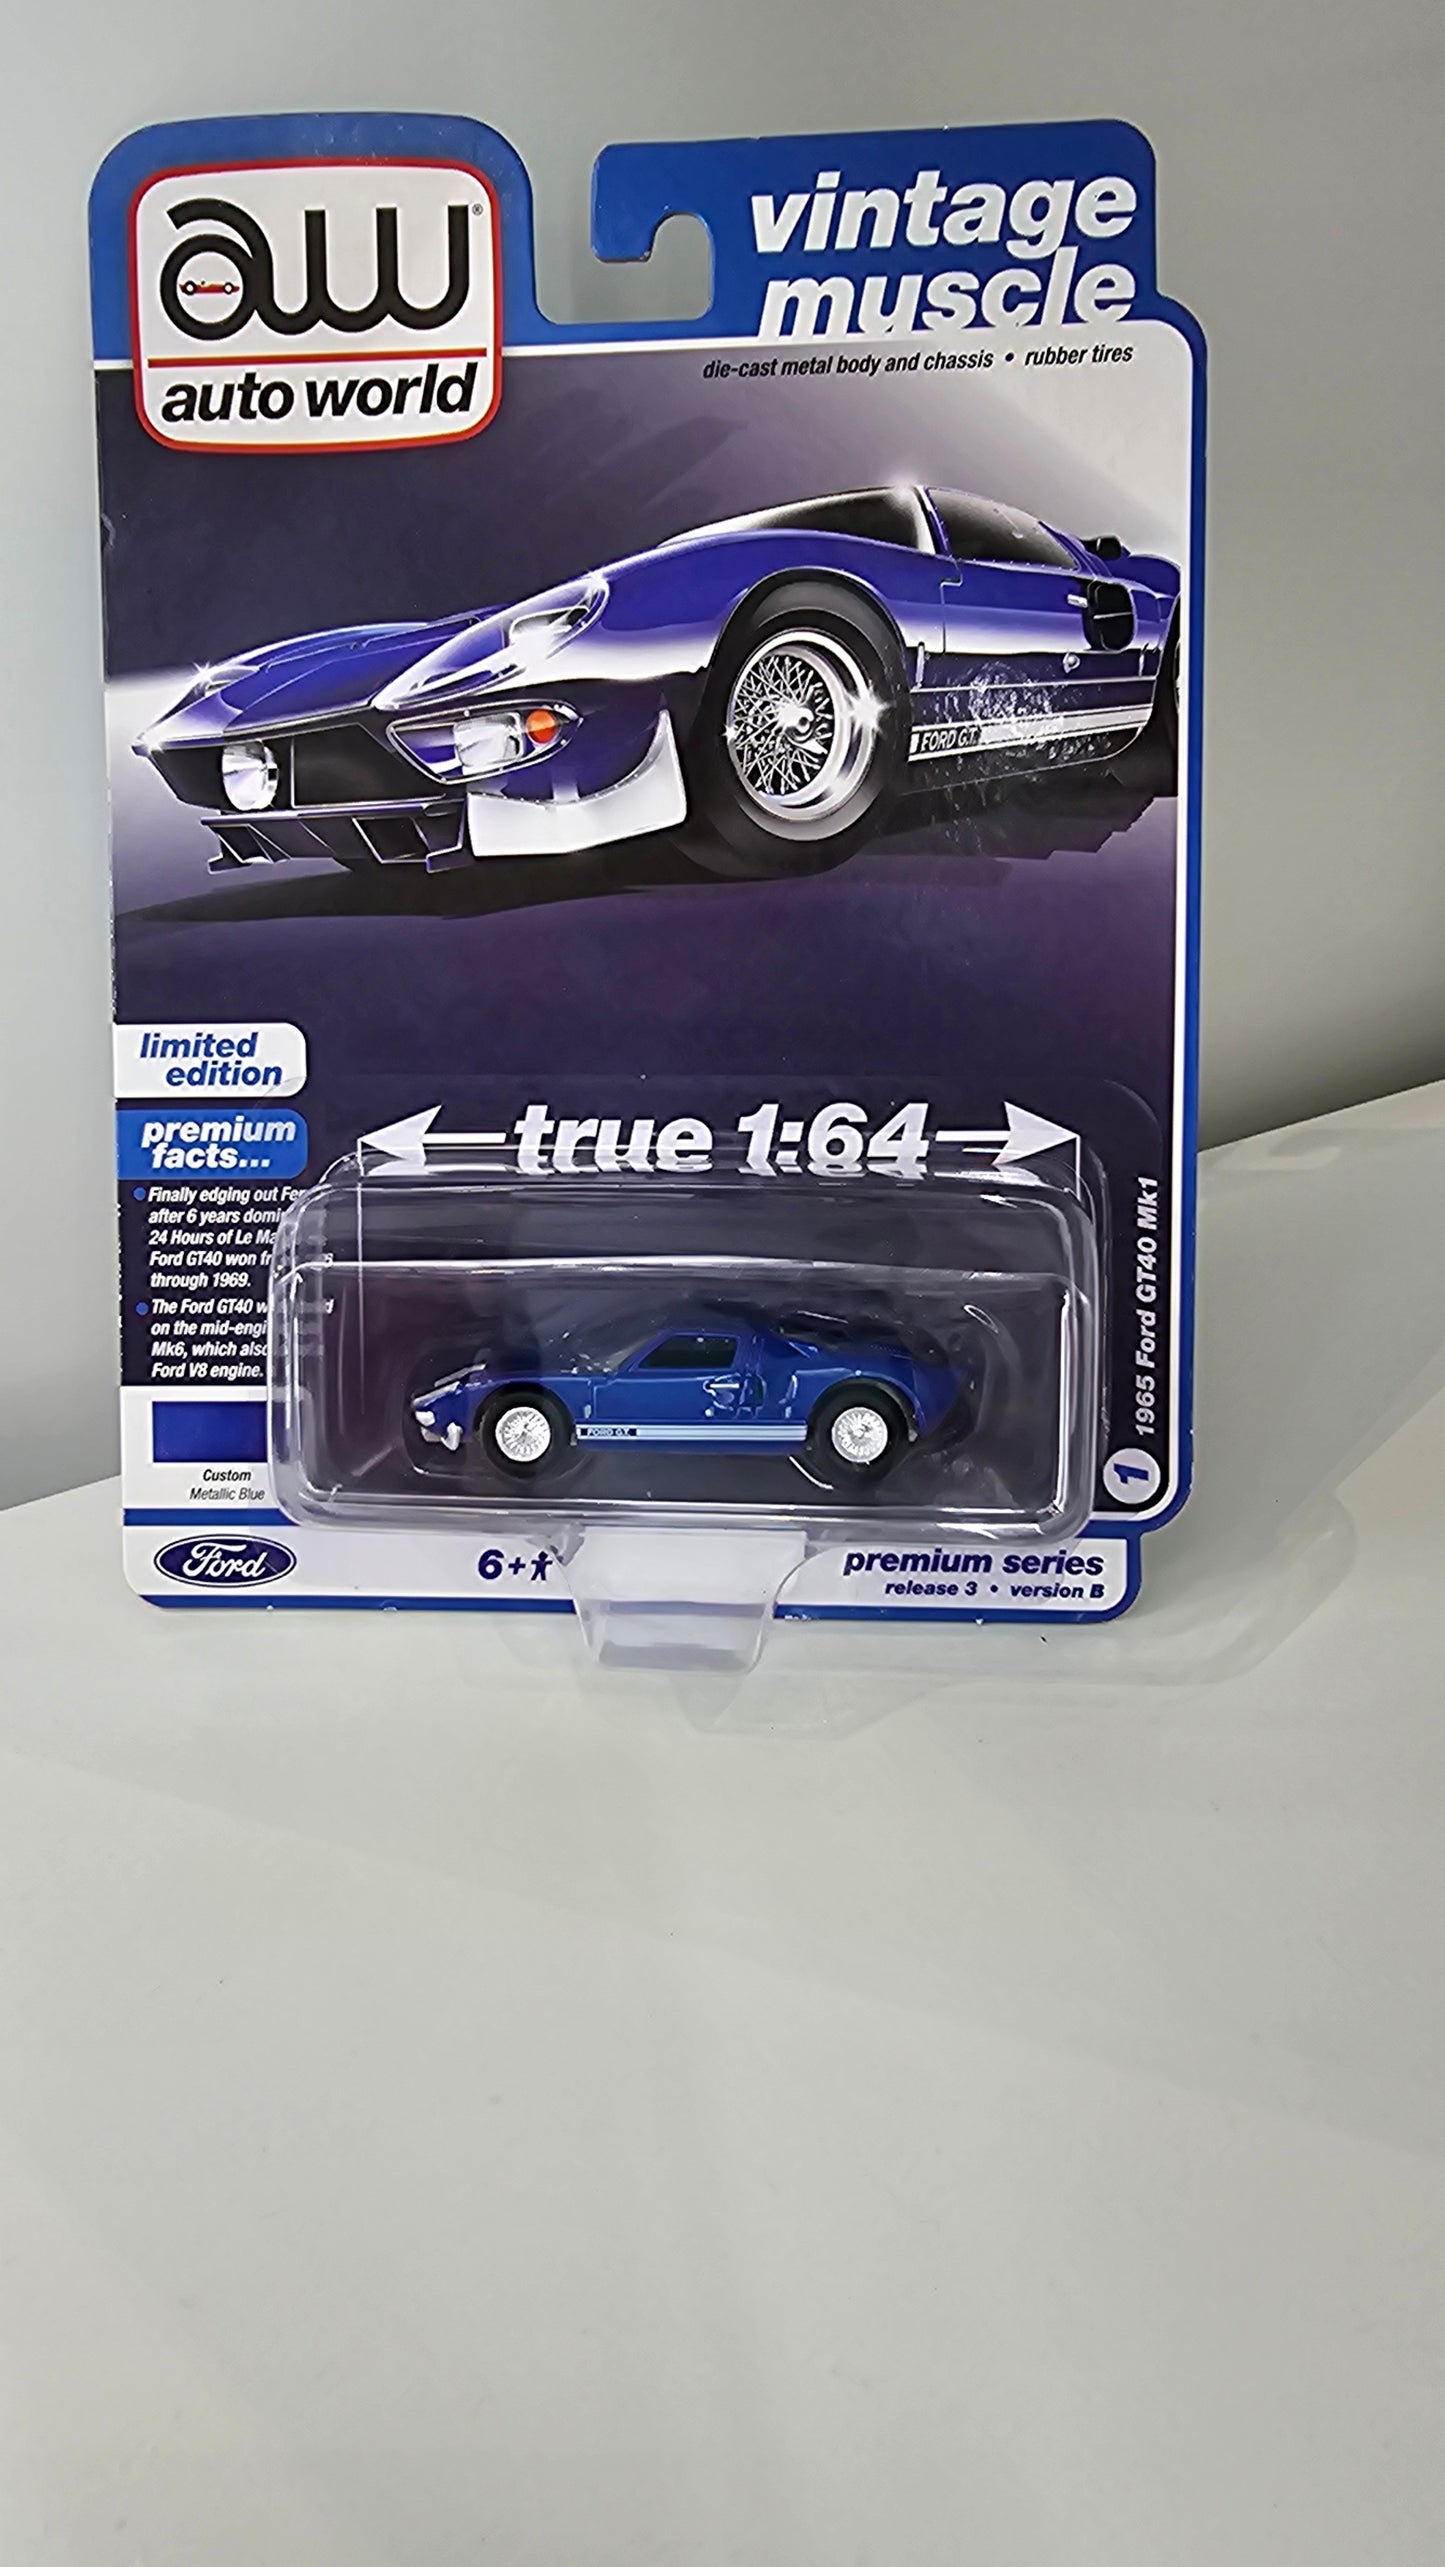 aw®
auto world
vintage
muscle
die-cast metal body and chassis • rubber tires
FORD G.T.
limited
edition
premium
facts...
true 1:64
• Finally edging out
after 6 years
24 Hours of Le
Ford GT40 won
through 1969.
• The Ford GT40
on the
Mk6, which
Ford V8 engine.
Custom
Metallic Blue
FORD G.T.
1965 Ford GT40 Mk1
1
Ford
6+
premium series
release 3 • version B